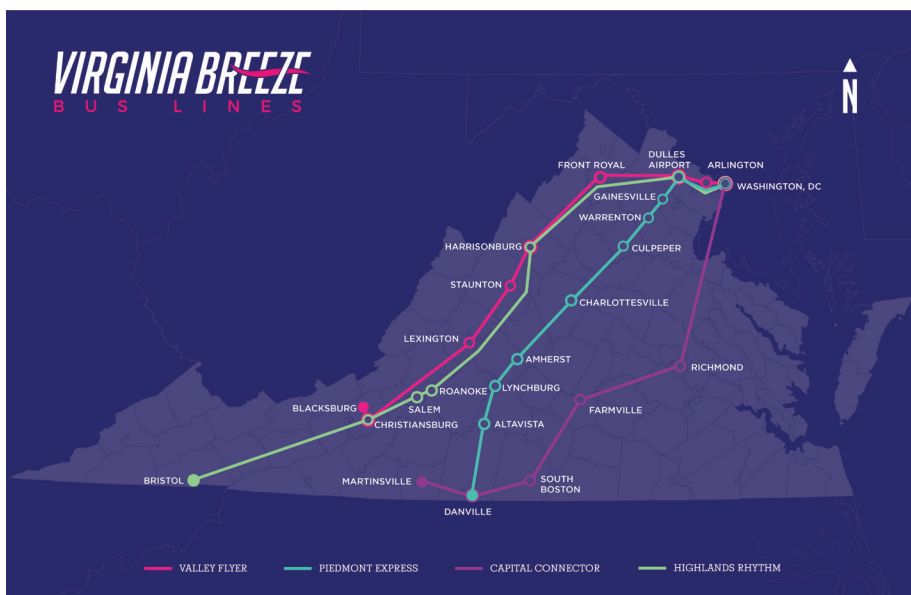 VIRGINIA BREEZE
BUS LINES
N
FRONT ROYAL
DULLES
AIRPORT
ARLINGTON
WASHINGTON, DC
GAINESVILLE
WARRENTON
HARRISONBURG
CULPEPER
STAUNTON
CHARLOTTESVILLE
LEXINGTON
AMHERST
RICHMOND
ROANOKE
LYNCHBURG
SALEM
BLACKSBURG
FARMVILLE
CHRISTIANSBURG
ALTAVISTA
BRISTOL
MARTINSVILLE
SOUTH
BOSTON
DANVILLE
VALLEY FLYER
PIEDMONT EXPRESS
CAPITAL CONNECTOR
HIGHLANDS RHYTHM